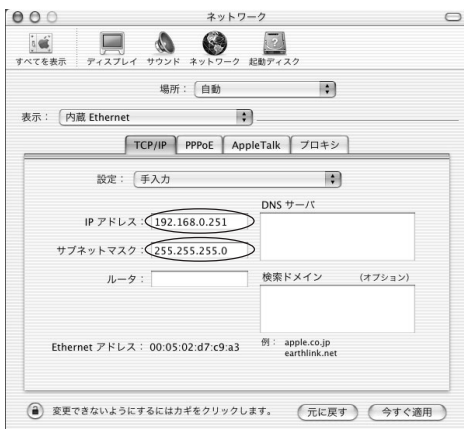 ネットワーク
すべてを表示 ディスプレイ サウンド ネットワーク 起動ディスク
場所： 自動
表示： 内蔵 Ethernet
TCP/IP PPPoE AppleTalk プロキシ
設定： 手入力
DNS サーバ
IP アドレス： 192.168.0.251
サブネットマスク： 255.255.255.0
ルータ：
検索ドメイン （オプション）
Ethernet アドレス： 00:05:02:d7:c9:a3
例： apple.co.jp
earthlink.net
変更できないようにするにはカギをクリックします。 元に戻す 今すぐ適用